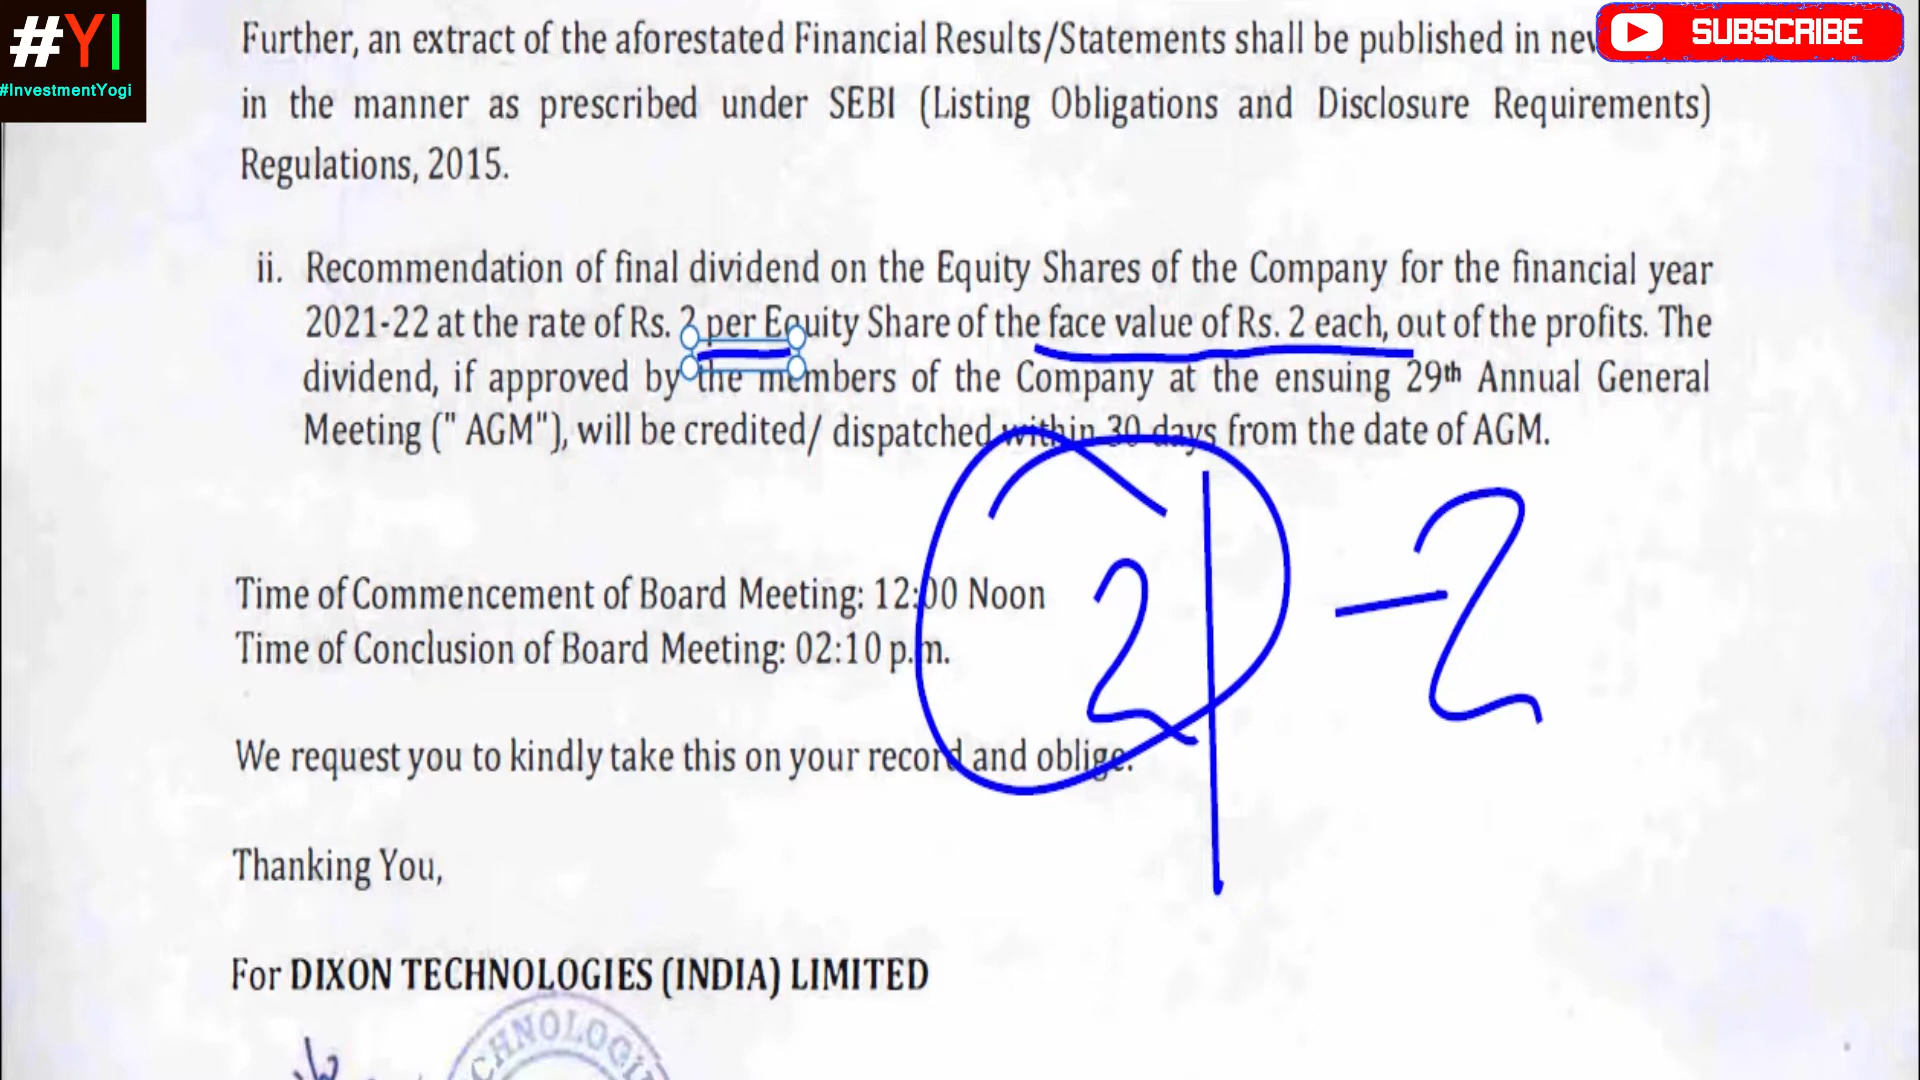 #YI
#InvestmentYogi
SUBSCRIBE
Further, an extract of the aforestated Financial Results/Statements shall be published in
in the manner as prescribed under SEBI (Listing Obligations and Disclosure Requirements)
Regulations, 2015.
ii. Recommendation of final dividend on the Equity Shares of the Company for the financial year
2021-22 at the rate of Rs. 2 per Equity Share of the face value of Rs. 2 each, out of the profits. The
dividend, if approved by the members of the Company at the ensuing 29th Annual General
Meeting (" AGM"), will be credited/ dispatched within 30 days from the date of AGM.
2 - 2
Time of Commencement of Board Meeting: 12:00 Noon
Time of Conclusion of Board Meeting: 02:10 p.m.
We request you to kindly take this on your record and oblige.
Thanking You,
For DIXON TECHNOLOGIES (INDIA) LIMITED